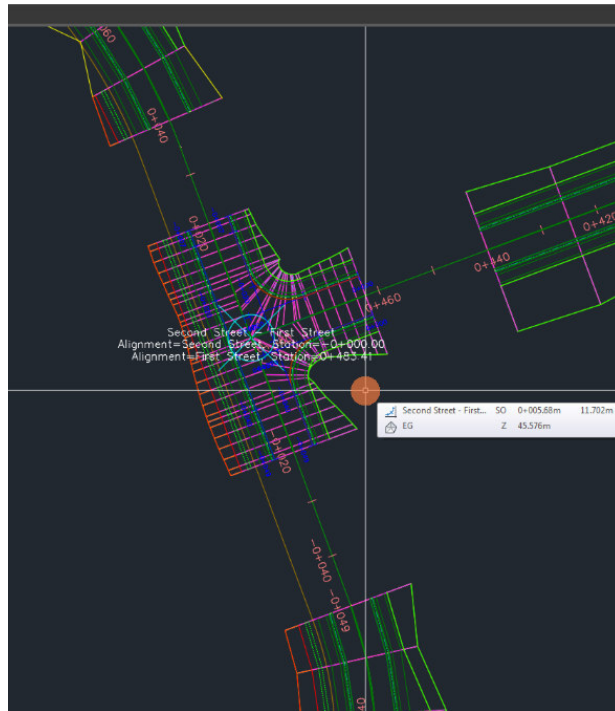 60
0+040
0+020
0+420
0+440
0+460
Second Street - First Street
Alignment=Second Street, Station=-0+000.00
Alignment=First Street, Station=0+483.41
Second Street - First... SO 0+005.68m 11.702m
EG Z 45.576m
-0+020
-0+040
-0+049
40